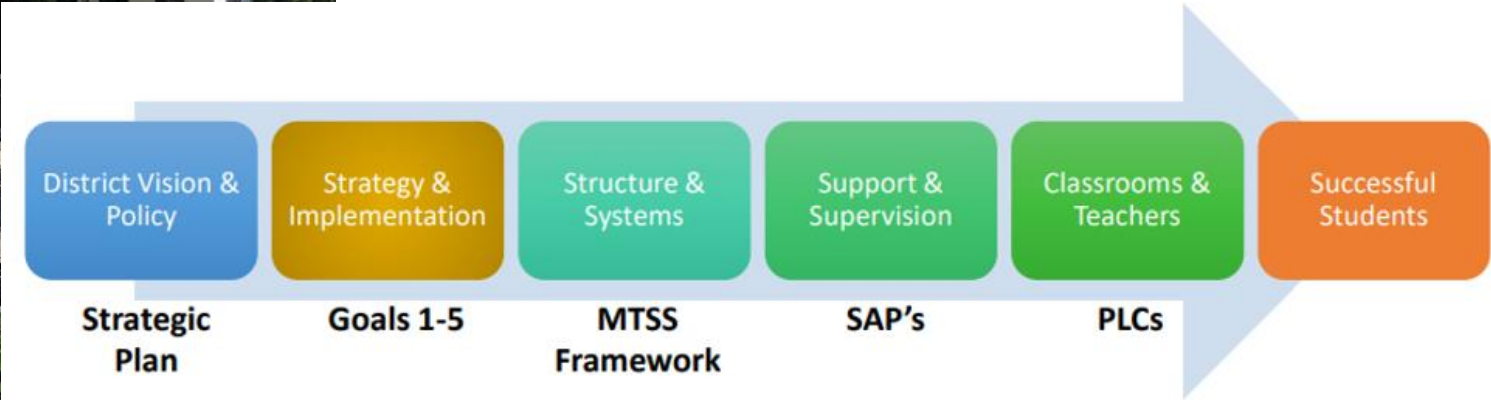 District Vision &
Policy
Strategy &
Implementation
Structure &
Systems
Support &
Supervision
Classrooms &
Teachers
Successful
Students
Strategic
Plan
Goals 1-5
MTSS
Framework
SAP's
PLCs